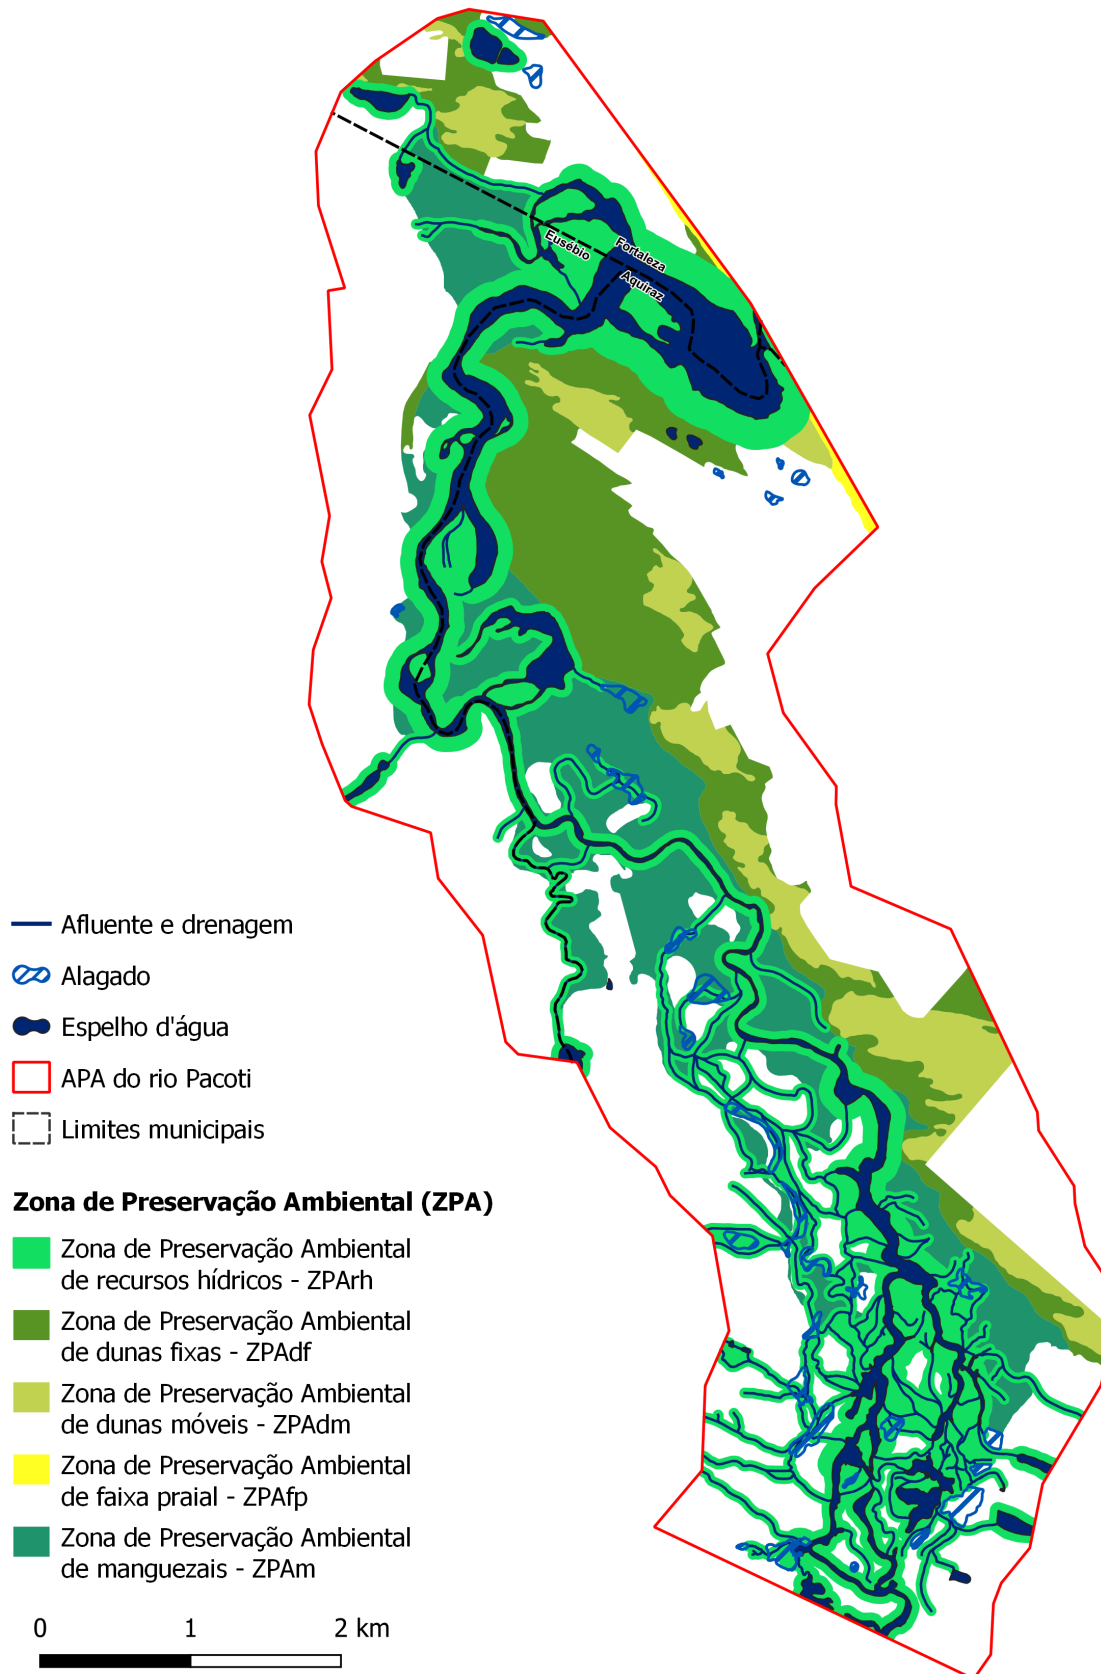 Eusébio
Fortaleza
Aquiraz
Afluente e drenagem
Alagado
Espelho d'água
APA do rio Pacoti
Limites municipais
Zona de Preservação Ambiental (ZPA)
Zona de Preservação Ambiental
de recursos hídricos - ZPArh
Zona de Preservação Ambiental
de dunas fixas - ZPAdf
Zona de Preservação Ambiental
de dunas móveis - ZPAdm
Zona de Preservação Ambiental
de faixa praial - ZPAfp
Zona de Preservação Ambiental
de manguezais - ZPAm
0 1 2 km